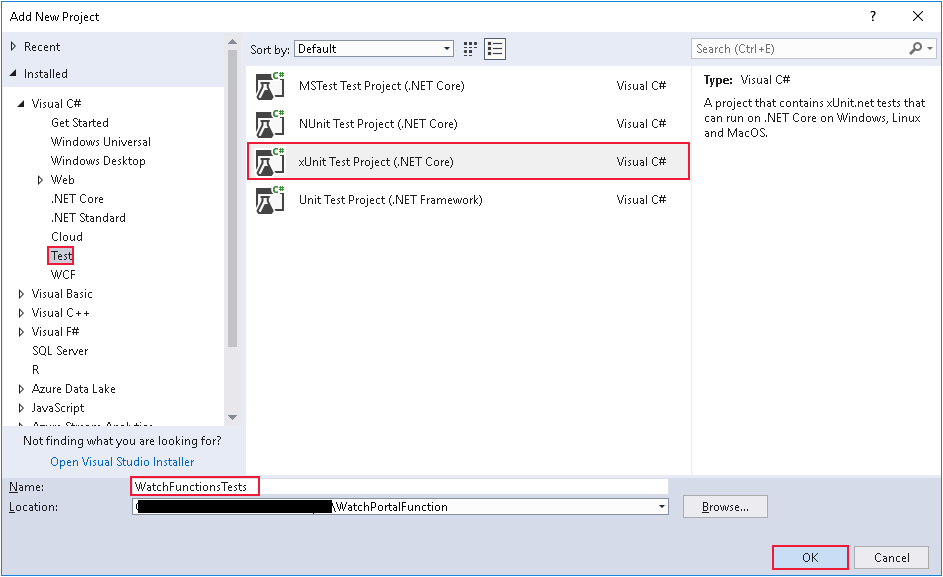 Add New Project
? 
Recent
Installed
Visual C#
Get Started
Windows Universal
Windows Desktop
Web
.NET Core
.NET Standard
Cloud
Test
WCF
Visual Basic
Visual C++
Visual F#
SQL Server
R
Azure Data Lake
JavaScript
Azure Stream Analytics
Not finding what you are looking for?
Open Visual Studio Installer
Sort by: Default
C# MSTest Test Project (.NET Core) Visual C#
C# NUnit Test Project (.NET Core) Visual C#
C# xUnit Test Project (.NET Core) Visual C#
C# Unit Test Project (.NET Framework) Visual C#
Search (Ctrl+E)
Type: Visual C#
A project that contains xUnit.net tests that
can run on .NET Core on Windows, Linux
and MacOS.
Name: WatchFunctionsTests
Location: \WatchPortalFunction
Browse...
OK Cancel